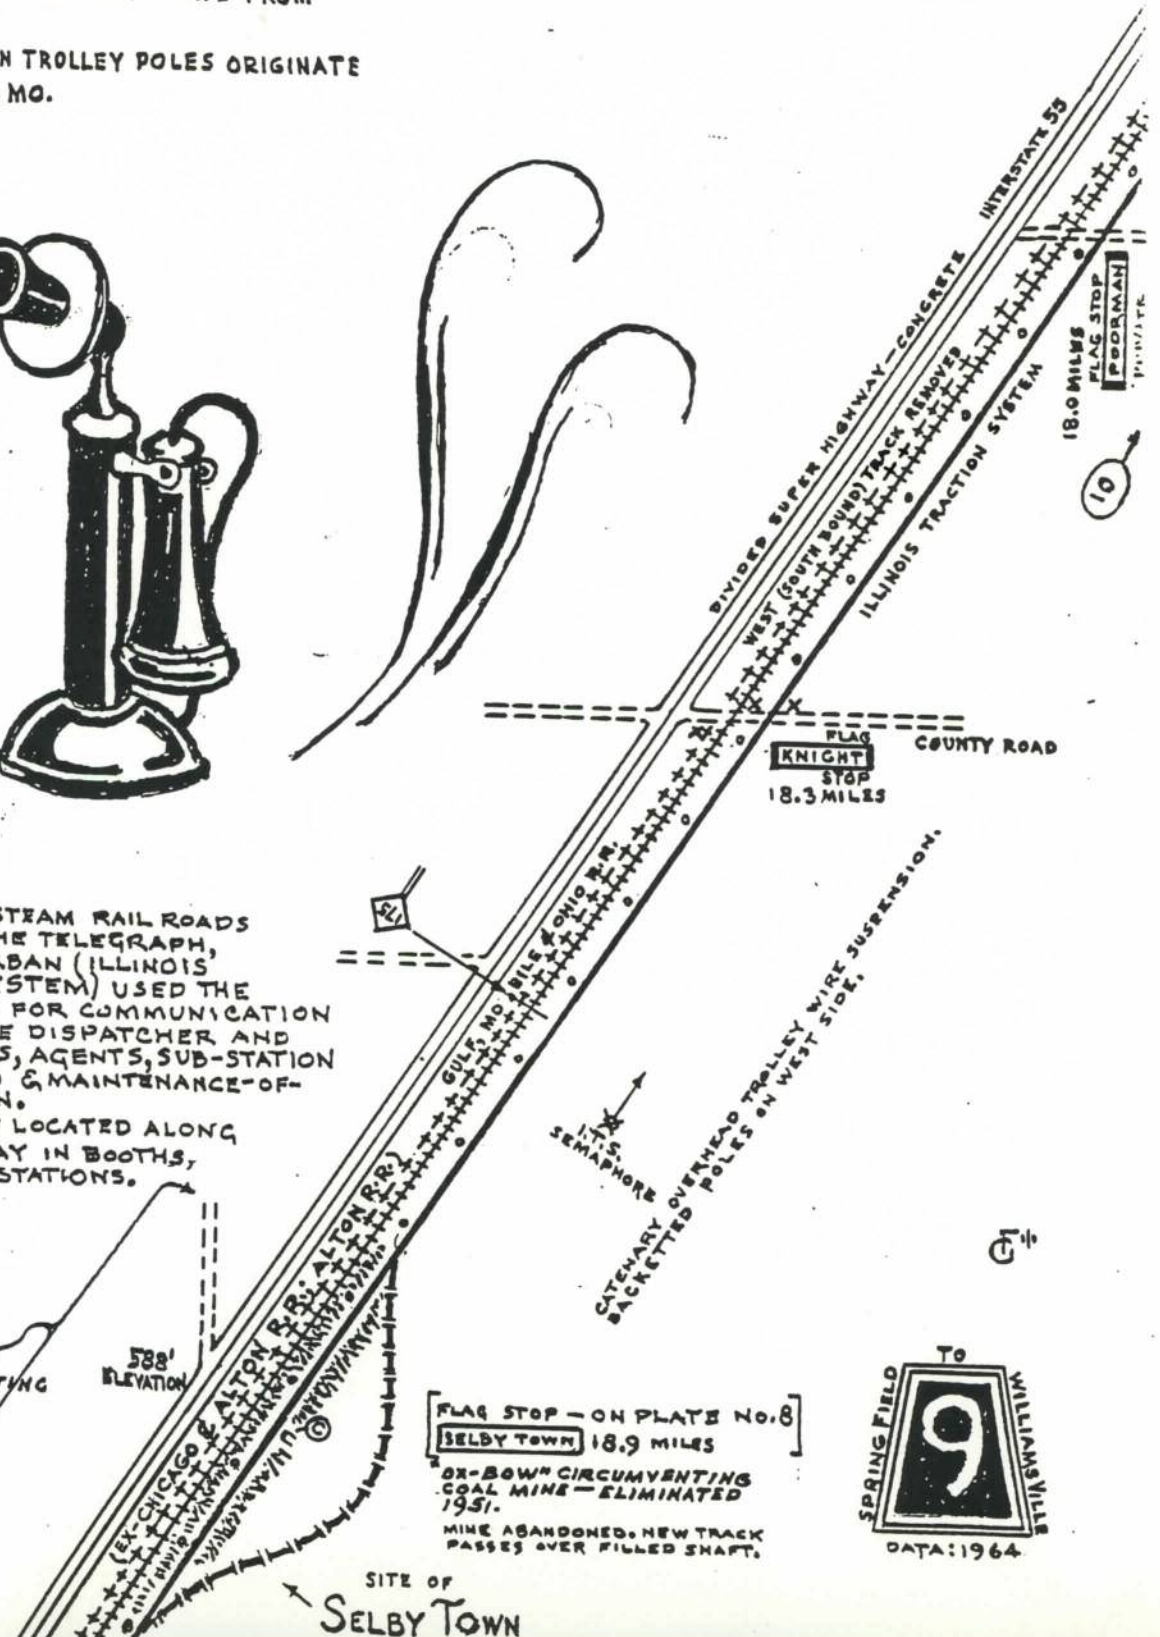 FROM
N TROLLEY POLES ORIGINATE
MO.
INTERSTATE 55
DIVIDED SUPER HIGHWAY - CONCRETE
WEST (SOUTH BOUND) TRACK REMOVED
ILLINOIS TRACTION SYSTEM
18.0 MILES
FLAG STOP
POORMAN
10
FLAG
KNIGHT
STOP
18.3 MILES
COUNTY ROAD
GULF, MOBILE & OHIO R.R.
STEAM RAIL ROADS
HE TELEGRAPH,
BAN (ILLINOIS
STEM) USED THE
FOR COMMUNICATION
E DISPATCHER AND
S, AGENTS, SUB-STATION
& MAINTENANCE-OF-
N.
LOCATED ALONG
AY IN BOOTHS,
STATIONS.
I.T.S.
SEMAPHORE
CATENARY OVERHEAD TROLLEY WIRE SUSPENSION.
BACKETTED POLES ON WEST SIDE.
(EX-CHICAGO & ALTON R.R.; ALTON R.R.)
588'
ELEVATION
TING
©
FLAG STOP - ON PLATE No. 8
SELBY TOWN 18.9 MILES
"OX-BOW" CIRCUMVENTING
COAL MINE - ELIMINATED
1951.
MINE ABANDONED. NEW TRACK
PASSES OVER FILLED SHAFT.
SITE OF
SELBY TOWN
TO
SPRINGFIELD
9
WILLIAMSVILLE
DATA: 1964